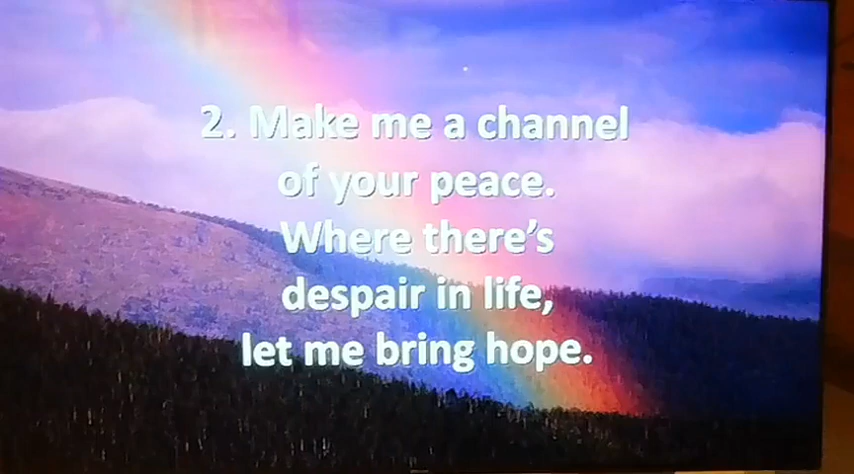 2. Make me a channel
of your peace.
Where there’s
despair in life,
let me bring hope.